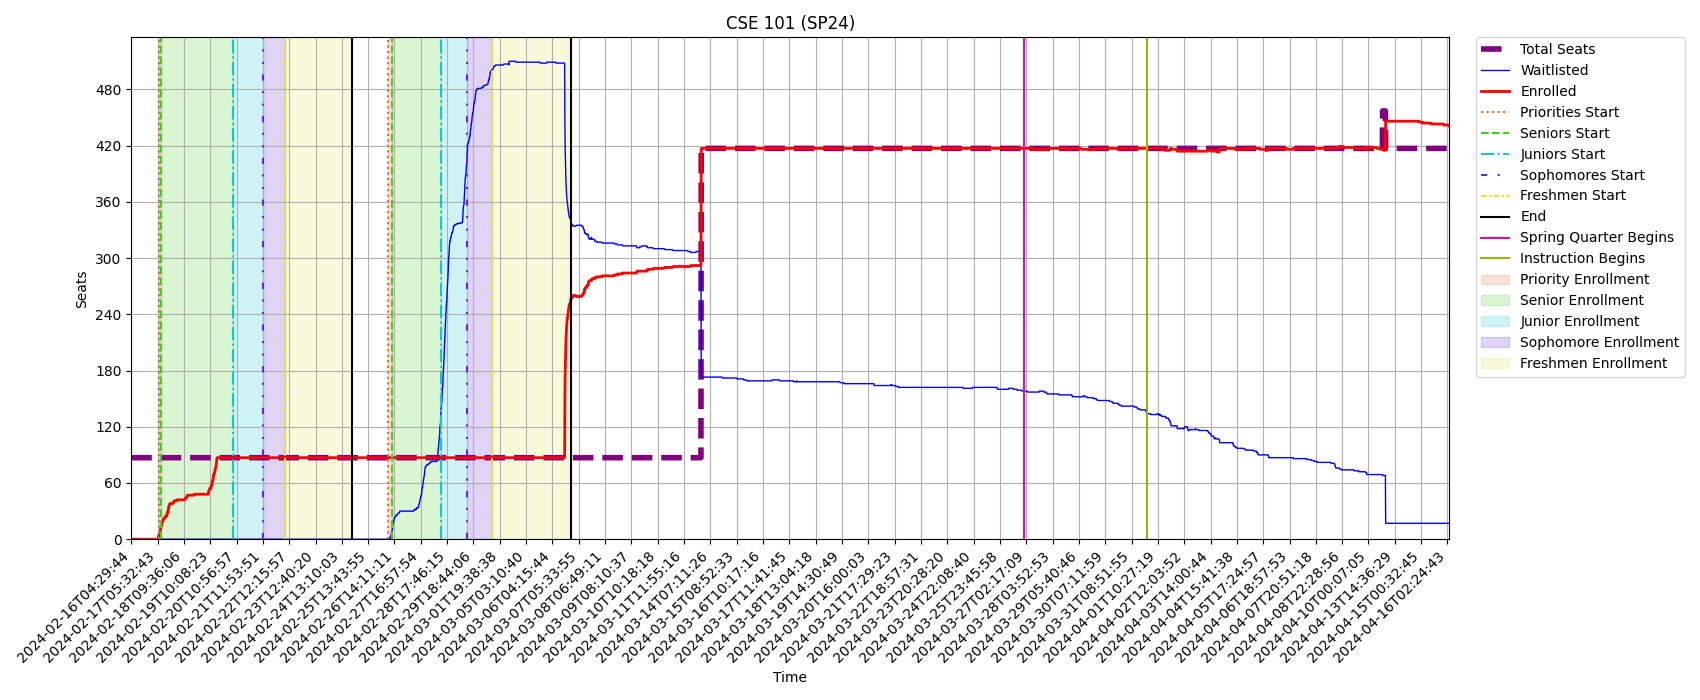 CSE 101 (SP24)
Seats
480
420
360
300
240
180
120
60
0
2024-02-16T04:29:44
2024-02-17T05:32:43
2024-02-18T09:36:06
2024-02-19T10:08:23
2024-02-20T10:56:57
2024-02-21T11:53:51
2024-02-22T12:15:57
2024-02-23T12:40:20
2024-02-24T13:10:03
2024-02-25T13:43:55
2024-02-26T14:11:11
2024-02-27T16:57:54
2024-02-28T17:46:15
2024-02-29T18:44:06
2024-03-01T19:38:38
2024-03-05T03:10:40
2024-03-06T04:15:44
2024-03-07T05:33:55
2024-03-08T06:49:11
2024-03-09T08:10:37
2024-03-10T10:18:18
2024-03-11T11:55:16
2024-03-14T07:11:26
2024-03-15T08:52:33
2024-03-16T10:17:16
2024-03-17T11:41:45
2024-03-18T13:04:18
2024-03-19T14:30:49
2024-03-20T16:00:03
2024-03-21T17:29:23
2024-03-22T18:57:31
2024-03-23T20:28:20
2024-03-24T22:08:40
2024-03-25T23:45:58
2024-03-27T02:17:09
2024-03-28T03:52:53
2024-03-29T05:40:46
2024-03-30T07:11:59
2024-03-31T08:51:55
2024-04-01T10:27:19
2024-04-02T12:03:52
2024-04-03T14:00:44
2024-04-04T15:41:38
2024-04-05T17:24:57
2024-04-06T18:57:53
2024-04-07T20:51:18
2024-04-08T22:28:56
2024-04-10T00:07:05
2024-04-13T14:36:29
2024-04-15T00:32:45
2024-04-16T02:24:43
Time
Total Seats
Waitlisted
Enrolled
Priorities Start
Seniors Start
Juniors Start
Sophomores Start
Freshmen Start
End
Spring Quarter Begins
Instruction Begins
Priority Enrollment
Senior Enrollment
Junior Enrollment
Sophomore Enrollment
Freshmen Enrollment